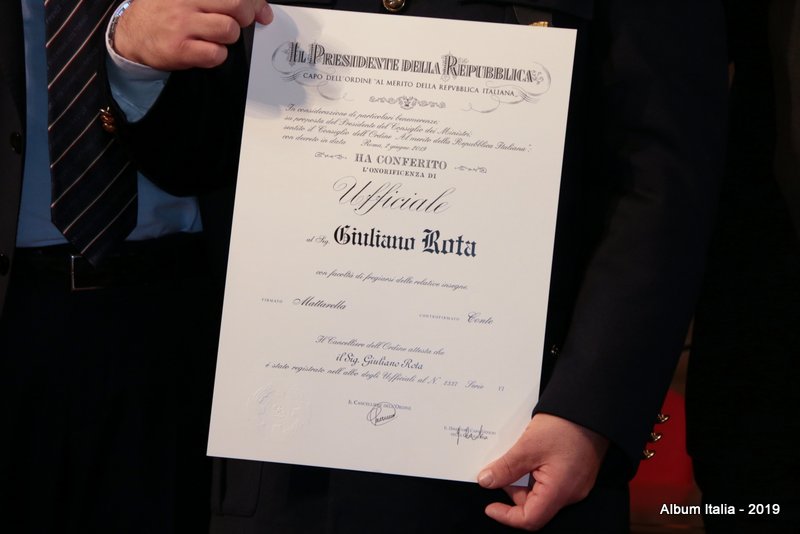 IL PRESIDENTE DELLA REPUBBLICA
CAPO DELL'ORDINE "AL MERITO DELLA REPVBBLICA ITALIANA"
In considerazione di particolari benemerenze;
su proposta del Presidente del Consiglio dei Ministri;
sentito il Consiglio dell'Ordine "Al merito della Repubblica Italiana";
con decreto in data Roma, 2 giugno 2019
HA CONFERITO
L'ONORIFICENZA DI
Ufficiale
al Sig. Giuliano Rota
con facoltà di fregiarsi delle relative insegne.
FIRMATO Mattarella
CONTROFIRMATO Conte
Il Cancelliere dell'Ordine attesta che
il Sig. Giuliano Rota
è stato registrato nell'albo degli Ufficiali al N. 2337 Serie VI
IL CANCELLIERE DELL'ORDINE
Album Italia - 2019